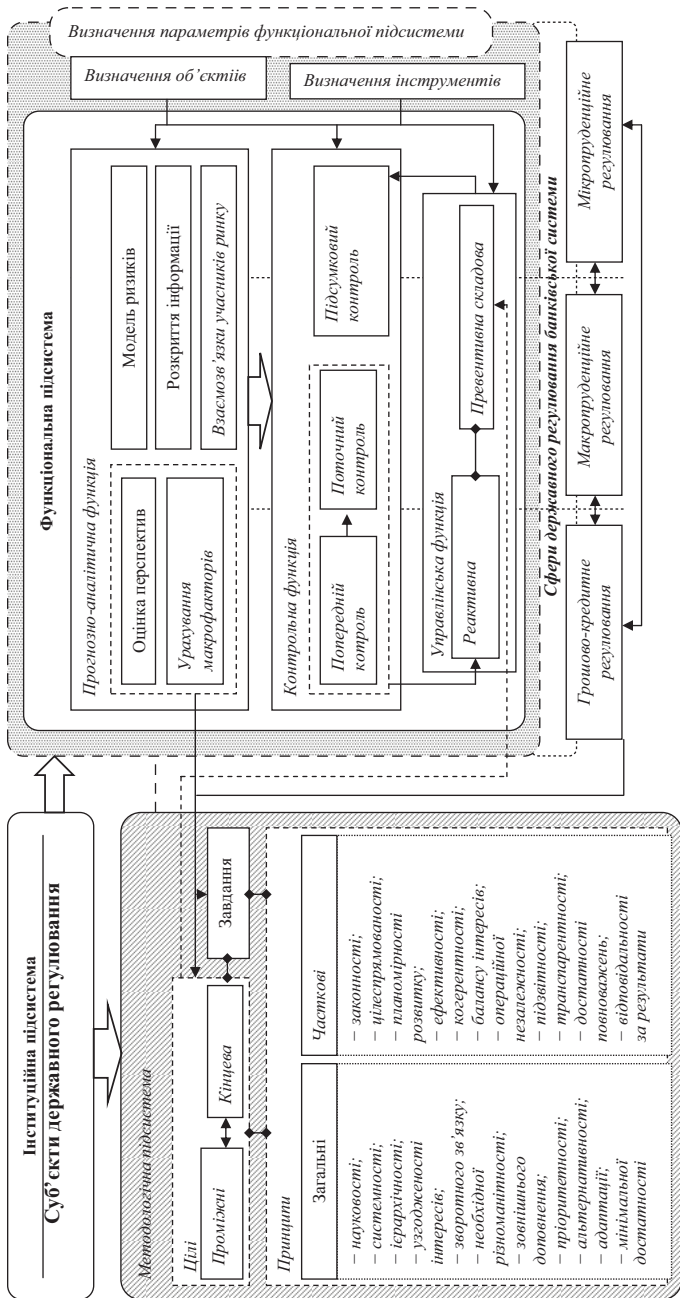 Інституційна підсистема
Суб’єкти державного регулювання
Методологічна підсистема
Цілі
Проміжні
Кінцева
Завдання
Принципи
Загальні
– науковості;
– системності;
– ієрархічності;
– узгодженості
інтересів;
– зворотного зв’язку;
– необхідної
різноманітності;
– зовнішнього
доповнення;
– пріоритетності;
– альтернативності;
– адаптації;
– мінімальної
достатності
Часткові
– законності;
– цілеспрямованості;
– планомірності
розвитку;
– ефективності;
– когерентності;
– балансу інтересів;
– операційної
незалежності;
– підзвітності;
– транспарентності;
– достатності
повноважень;
– відповідальності
за результати
Функціональна підсистема
Прогнозно-аналітична функція
Оцінка перспектив
Урахування
макрофакторів
Модель ризиків
Розкриття інформації
Взаємозв’язки учасників ринку
Контрольна функція
Попередній
котроль
Поточний
контроль
Підсумковий
контроль
Управлінська функція
Реактивна
Превентивна складова
Визначення об’єктіів
Визначення інструментів
Визначення параметрів функціональної підсистеми
Сфери державного регулювання банківської системи
Грошово-кредитне
регулювання
Макропруденційне
регулювання
Мікропруденційне
регулювання